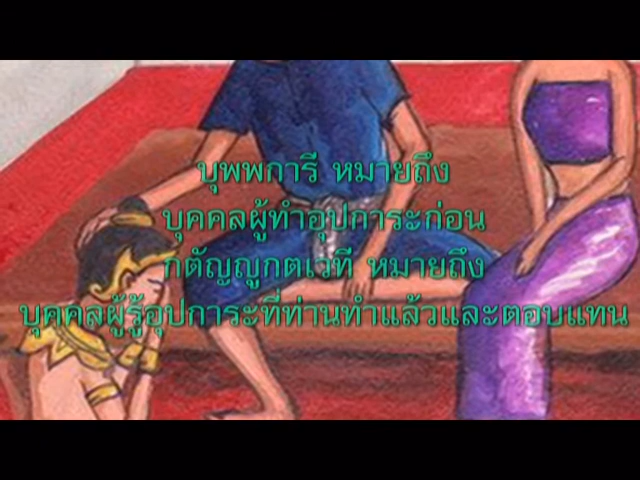 บุพพการี หมายถึง
บุคคลผู้ทำอุปการะก่อน
กตัญญูกตเวที หมายถึง
บุคคลผู้รู้อุปการะที่ท่านทำแล้วและตอบแทน